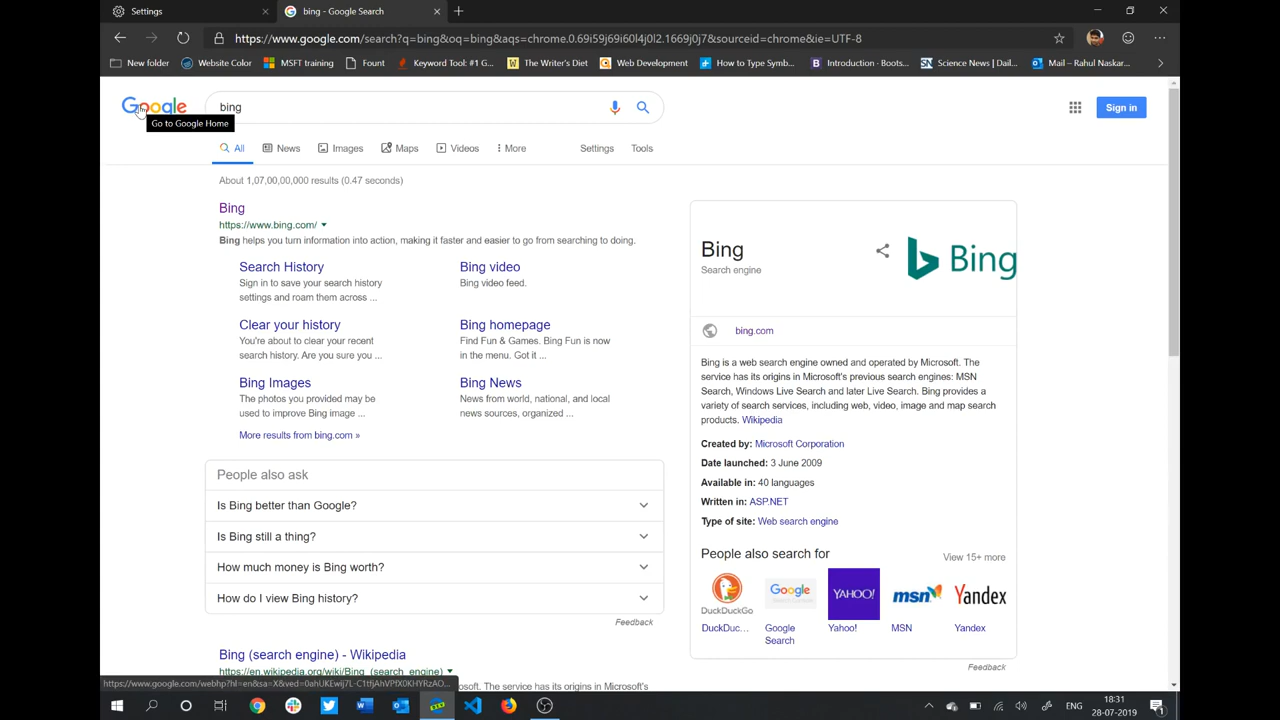 Settings
bing - Google Search
https://www.google.com/search?q=bing&oq=bing&aqs=chrome.0.69i59j69i60l4j0l2.1669j0j7&sourceid=chrome&ie=UTF-8
New folder
Website Color
MSFT training
Fount
Keyword Tool: #1 G...
The Writer's Diet
Web Development
How to Type Symb...
Introduction - Boots...
Science News | Dail...
Mail – Rahul Naskar...
Google
bing
Sign in
Go to Google Home
All
News
Images
Maps
Videos
More
Settings
Tools
About 1,07,00,00,000 results (0.47 seconds)
Bing
https://www.bing.com/
Bing helps you turn information into action, making it faster and easier to go from searching to doing.
Search History
Sign in to save your search history
settings and roam them across ...
Bing video
Bing video feed.
Clear your history
You're about to clear your recent
search history. Are you sure you ...
Bing homepage
Find Fun & Games. Bing Fun is now
in the menu. Got it ...
Bing Images
The photos you provided may be
used to improve Bing image ...
Bing News
News from world, national, and local
news sources, organized ...
More results from bing.com »
People also ask
Is Bing better than Google?
Is Bing still a thing?
How much money is Bing worth?
How do I view Bing history?
Feedback
Bing (search engine) - Wikipedia
https://en.wikipedia.org/wiki/Bing_(search_engine)
osoft. The service has its origins in Microsoft's
Bing
Search engine
Bing
bing.com
Bing is a web search engine owned and operated by Microsoft. The
service has its origins in Microsoft's previous search engines: MSN
Search, Windows Live Search and later Live Search. Bing provides a
variety of search services, including web, video, image and map search
products. Wikipedia
Created by: Microsoft Corporation
Date launched: 3 June 2009
Available in: 40 languages
Written in: ASP.NET
Type of site: Web search engine
People also search for
View 15+ more
DuckDuckGo
Google
YAHOO!
msn
Yandex
DuckDuc...
Google
Search
Yahoo!
MSN
Yandex
Feedback
ENG
18:31
28-07-2019